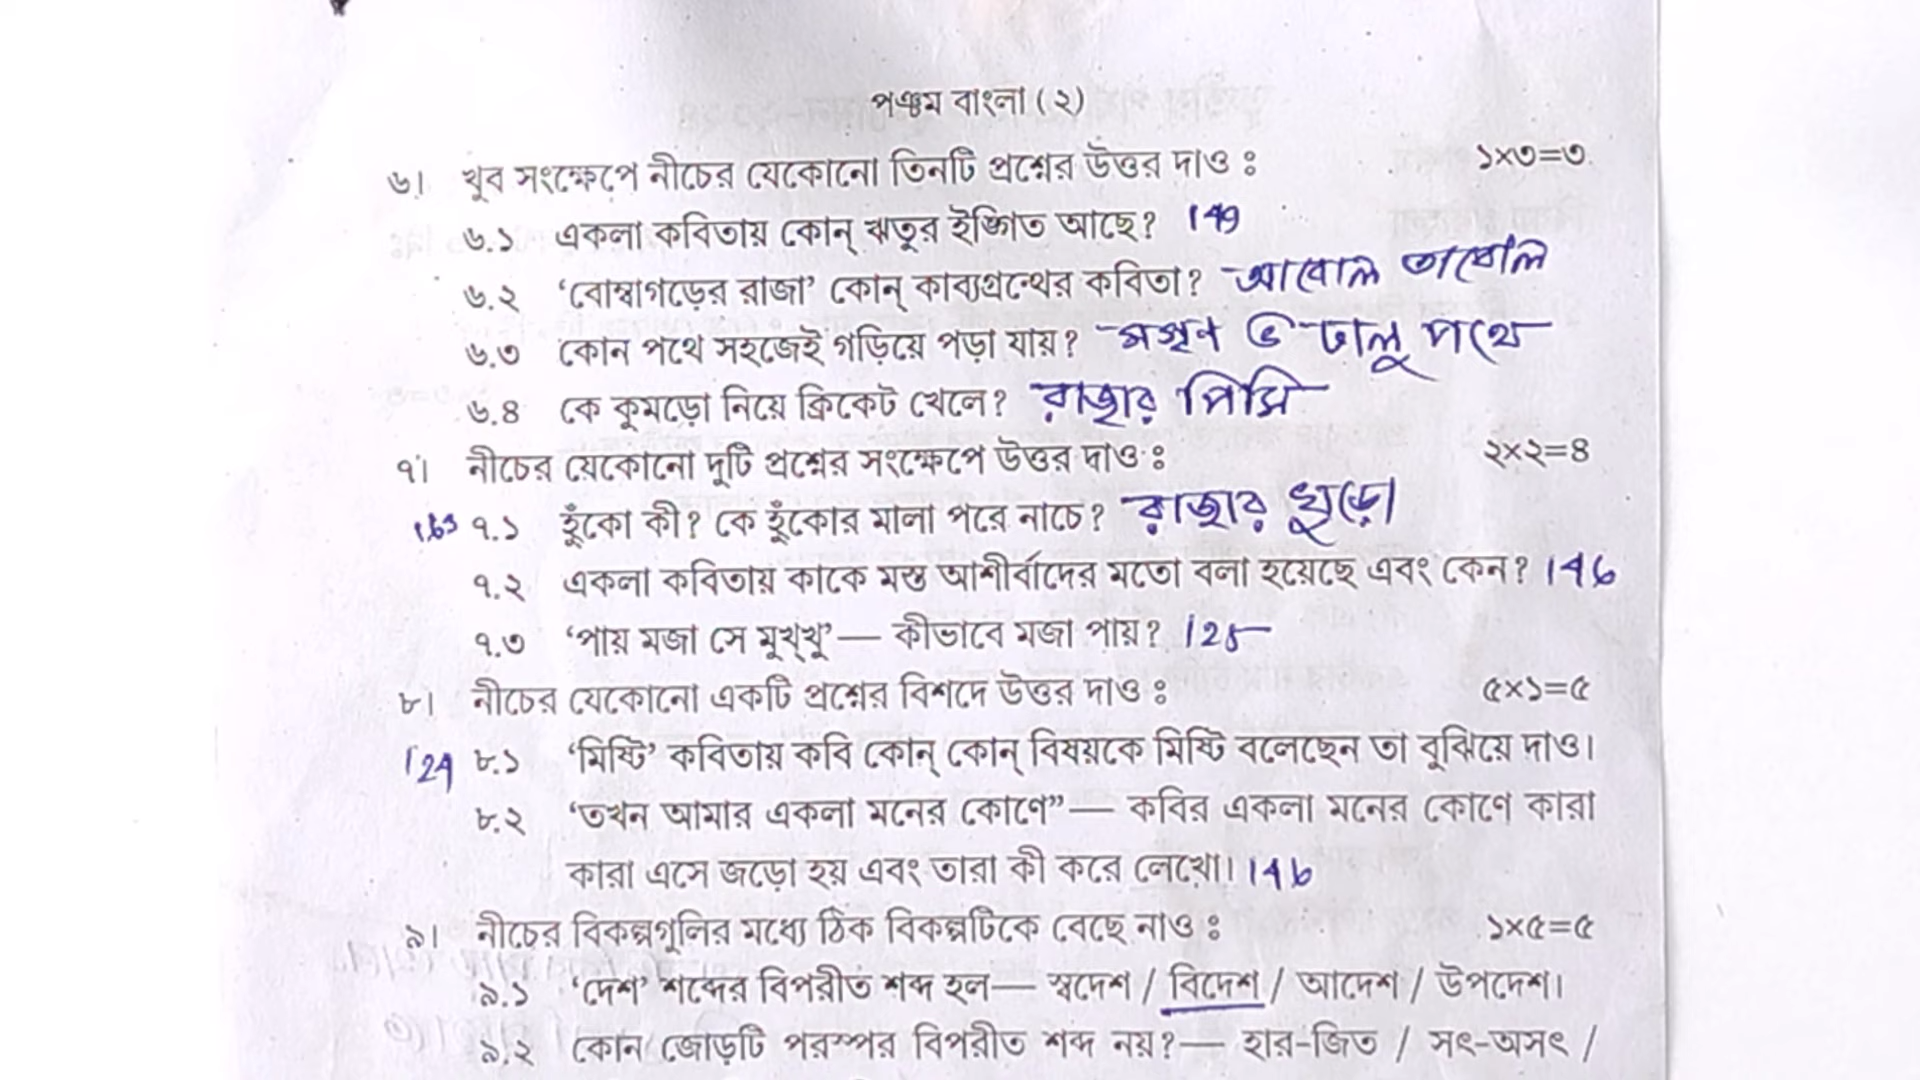 পঞ্চম বাংলা ( ২ )
৬। খুব সংক্ষেপে নীচের যেকোনো তিনটি প্রশ্নের উত্তর দাও ঃ ১×৩=৩
৬.১ একলা কবিতায় কোন্ ঋতুর ইঙ্গিত আছে? 149
৬.২ ‘বোম্বাগড়ের রাজা’ কোন্ কাব্যগ্রন্থের কবিতা? আবোল তাবোল
৬.৩ কোন পথে সহজেই গড়িয়ে পড়া যায়? মসৃণ ও ঢালু পথে
৬.৪ কে কুমড়ো নিয়ে ক্রিকেট খেলে? রাজার পিসি
৭। নীচের যেকোনো দুটি প্রশ্নের সংক্ষেপে উত্তর দাও ঃ ২×২=৪
163 ৭.১ হুঁকো কী? কে হুঁকোর মালা পরে নাচে? রাজার খুড়ো
৭.২ একলা কবিতায় কাকে মস্ত আশীর্বাদের মতো বলা হয়েছে এবং কেন? 146
৭.৩ ‘পায় মজা সে মুখ্খু’— কীভাবে মজা পায়? 125
৮। নীচের যেকোনো একটি প্রশ্নের বিশদে উত্তর দাও ঃ ৫×১=৫
124 ৮.১ ‘মিষ্টি’ কবিতায় কবি কোন্ কোন্ বিষয়কে মিষ্টি বলেছেন তা বুঝিয়ে দাও।
৮.২ ‘তখন আমার একলা মনের কোণে”— কবির একলা মনের কোণে কারা
কারা এসে জড়ো হয় এবং তারা কী করে লেখো। 146
৯। নীচের বিকল্পগুলির মধ্যে ঠিক বিকল্পটিকে বেছে নাও ঃ ১×৫=৫
৯.১ ‘দেশ’ শব্দের বিপরীত শব্দ হল— স্বদেশ / বিদেশ / আদেশ / উপদেশ।
৯.২ কোন জোড়টি পরস্পর বিপরীত শব্দ নয়?— হার-জিত / সৎ-অসৎ /